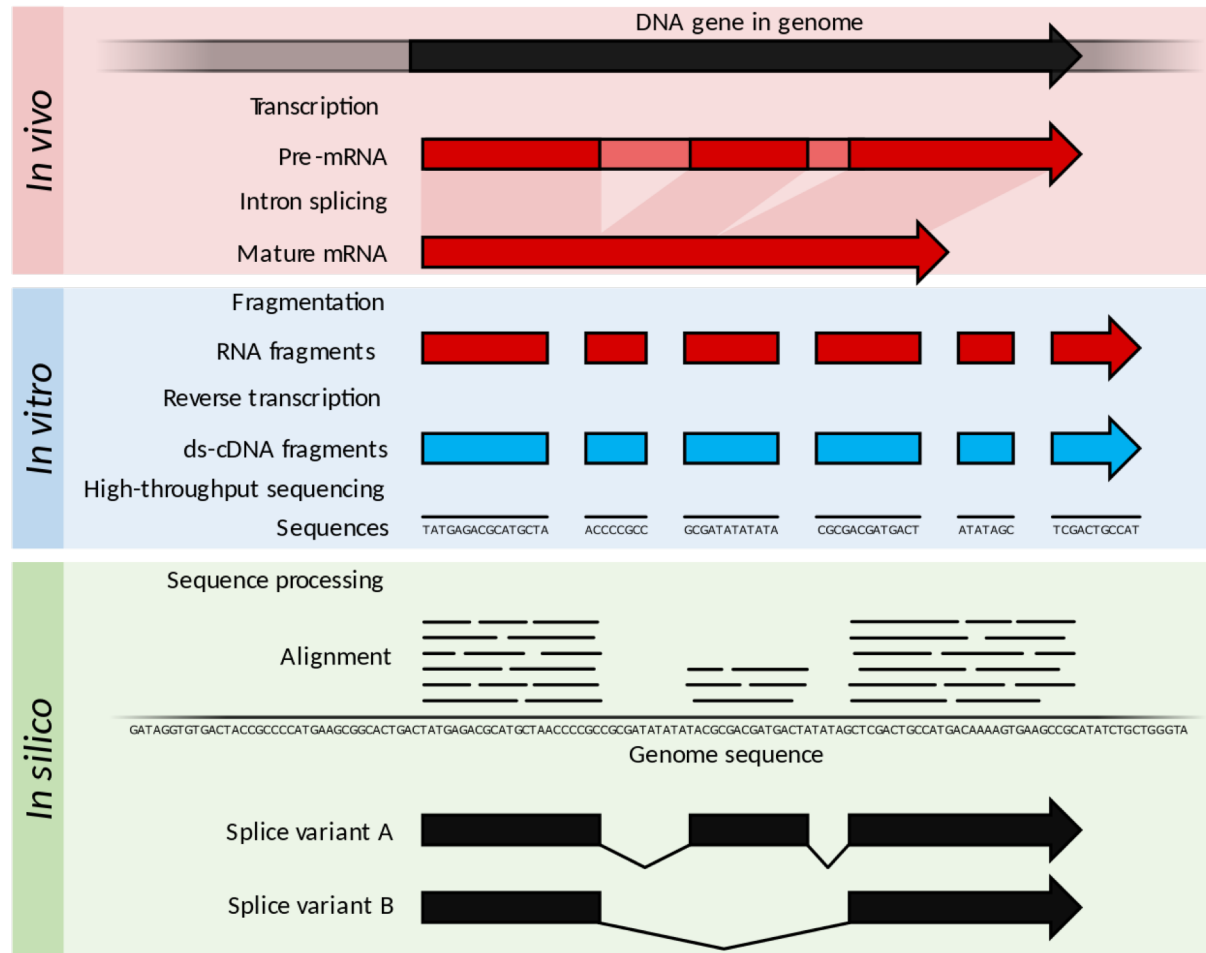 In vivo
DNA gene in genome
Transcription
Pre-mRNA
Intron splicing
Mature mRNA
In vitro
Fragmentation
RNA fragments
Reverse transcription
ds-cDNA fragments
High-throughput sequencing
Sequences TATGAGACGCATGCTA ACCCCGCC GCGATATATATA CGCGACGATGACT ATATAGC TCGACTGCCAT
In silico
Sequence processing
Alignment
GATAGGTGTGACTACCGCCCCATGAAGCGGCACTGACTATGAGACGCATGCTAACCCCGCCGCGATATATATACGCGACGATGACTATATAGCTCGACTGCCATGACAAAAGTGAAGCCGCATATCTGCTGGGTA
Genome sequence
Splice variant A
Splice variant B